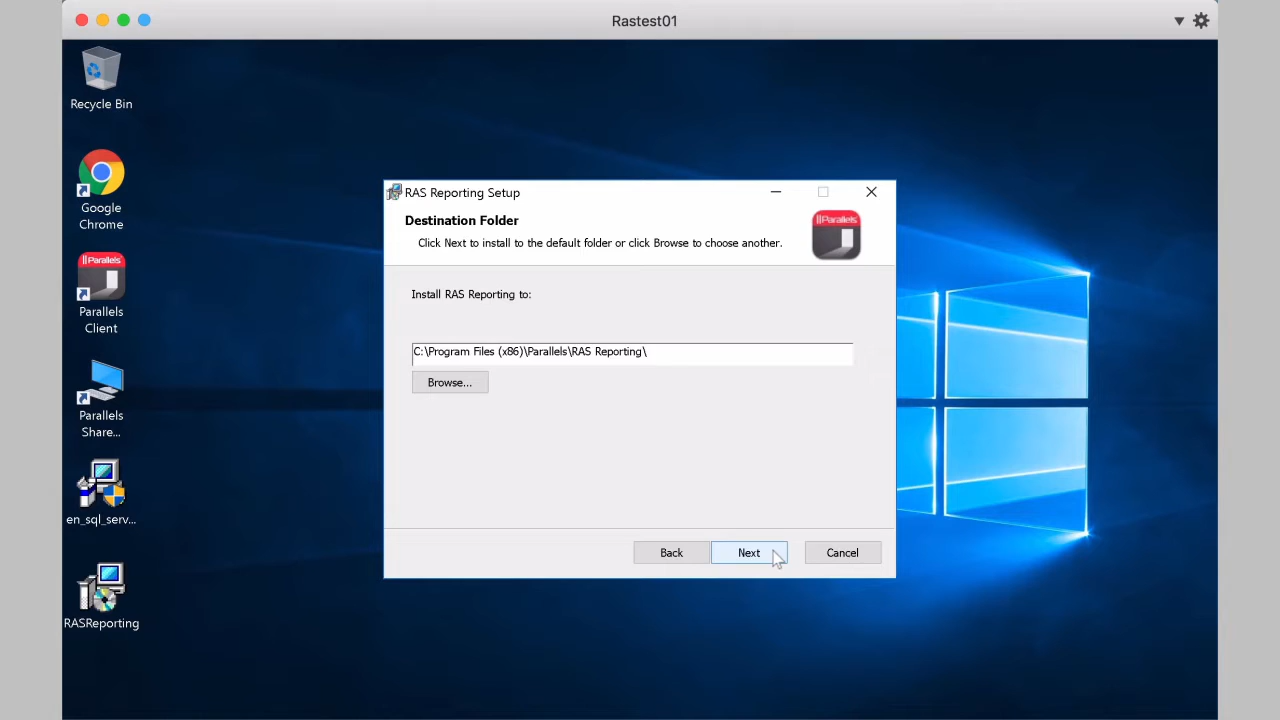 Rastest01
Recycle Bin
Google
Chrome
||Parallels
Parallels
Client
Parallels
Share...
en_sql_serv...
RASReporting
RAS Reporting Setup
Destination Folder
Click Next to install to the default folder or click Browse to choose another.
||Parallels
Install RAS Reporting to:
C:\Program Files (x86)\Parallels\RAS Reporting\
Browse...
Back
Next
Cancel